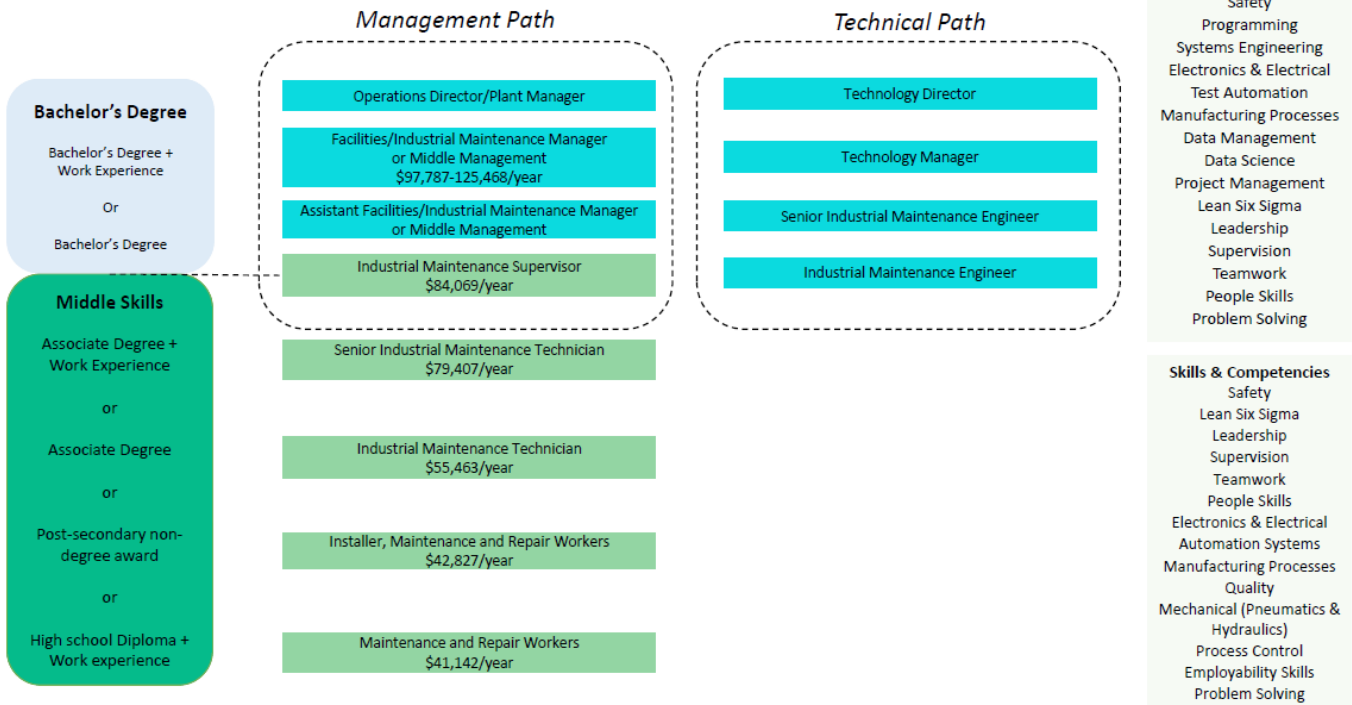 Management Path
Technical Path
Bachelor's Degree
Bachelor's Degree +
Work Experience
Or
Bachelor's Degree
Middle Skills
Associate Degree +
Work Experience
or
Associate Degree
or
Post-secondary non-
degree award
or
High school Diploma +
Work experience
Operations Director/Plant Manager
Facilities/Industrial Maintenance Manager
or Middle Management
$97,787-125,468/year
Assistant Facilities/Industrial Maintenance Manager
or Middle Management
Industrial Maintenance Supervisor
$84,069/year
Senior Industrial Maintenance Technician
$79,407/year
Industrial Maintenance Technician
$55,463/year
Installer, Maintenance and Repair Workers
$42,827/year
Maintenance and Repair Workers
$41,142/year
Technology Director
Technology Manager
Senior Industrial Maintenance Engineer
Industrial Maintenance Engineer
Safety
Programming
Systems Engineering
Electronics & Electrical
Test Automation
Manufacturing Processes
Data Management
Data Science
Project Management
Lean Six Sigma
Leadership
Supervision
Teamwork
People Skills
Problem Solving
Skills & Competencies
Safety
Lean Six Sigma
Leadership
Supervision
Teamwork
People Skills
Electronics & Electrical
Automation Systems
Manufacturing Processes
Quality
Mechanical (Pneumatics &
Hydraulics)
Process Control
Employability Skills
Problem Solving